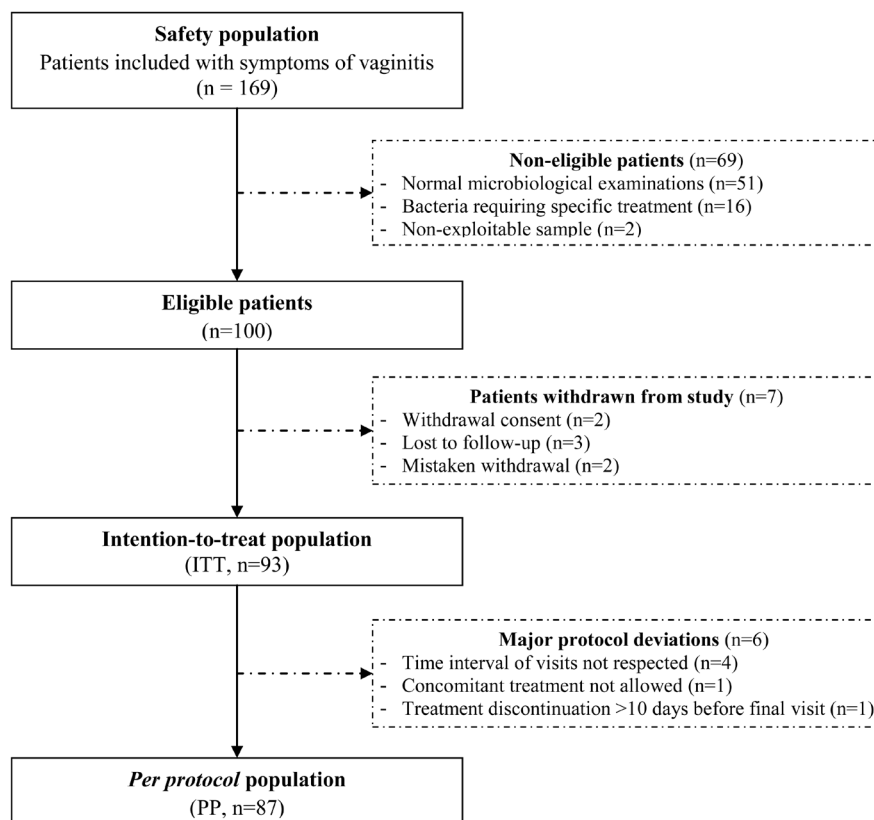 Safety population
Patients included with symptoms of vaginitis
(n = 169)
Non-eligible patients (n=69)
- Normal microbiological examinations (n=51)
- Bacteria requiring specific treatment (n=16)
- Non-exploitable sample (n=2)
Eligible patients
(n=100)
Patients withdrawn from study (n=7)
- Withdrawal consent (n=2)
- Lost to follow-up (n=3)
- Mistaken withdrawal (n=2)
Intention-to-treat population
(ITT, n=93)
Major protocol deviations (n=6)
- Time interval of visits not respected (n=4)
- Concomitant treatment not allowed (n=1)
- Treatment discontinuation >10 days before final visit (n=1)
Per protocol population
(PP, n=87)